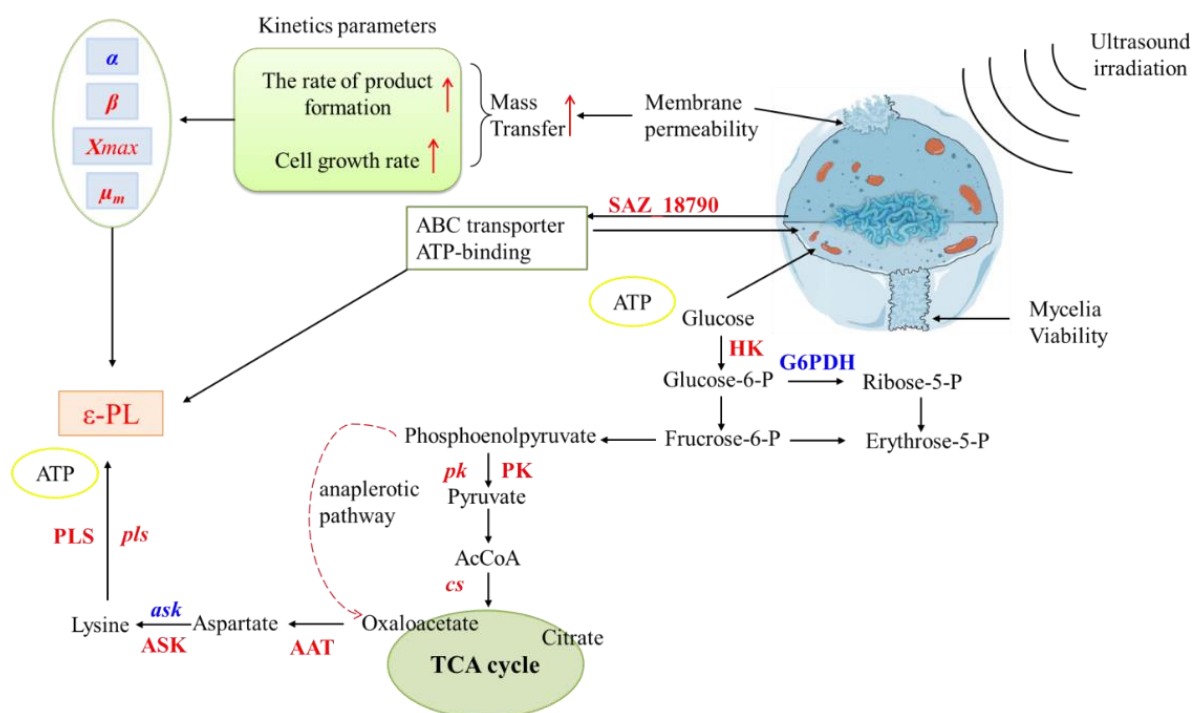 Kinetics parameters
Ultrasound
irradiation
α
β
Xmax
μm
The rate of product
formation
Cell growth rate
Mass
Transfer
Membrane
permeability
SAZ_18790
ABC transporter
ATP-binding
ATP
Glucose
Mycelia
Viability
HK
G6PDH
Glucose-6-P
Ribose-5-P
ε-PL
Phosphoenolpyruvate
Frucrose-6-P
Erythrose-5-P
ATP
pk
PK
anaplerotic
pathway
Pyruvate
PLS
pls
AcCoA
cs
ask
Lysine
Aspartate
Oxaloacetate
Citrate
ASK
AAT
TCA cycle